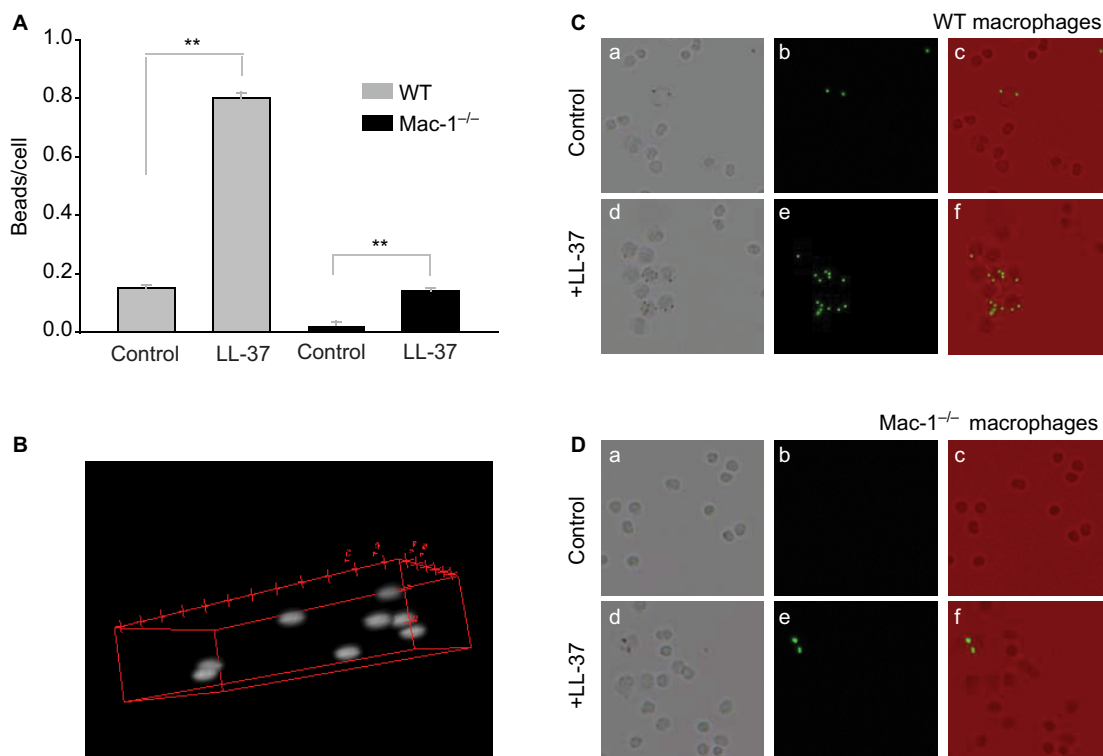 A
1.0
0.8
0.6
0.4
0.2
0.0
Beads/cell
**
**
WT
Mac-1⁻/⁻
Control
LL-37
Control
LL-37
B
C
WT macrophages
Control
a
b
c
+LL-37
d
e
f
D
Mac-1⁻/⁻ macrophages
Control
a
b
c
+LL-37
d
e
f